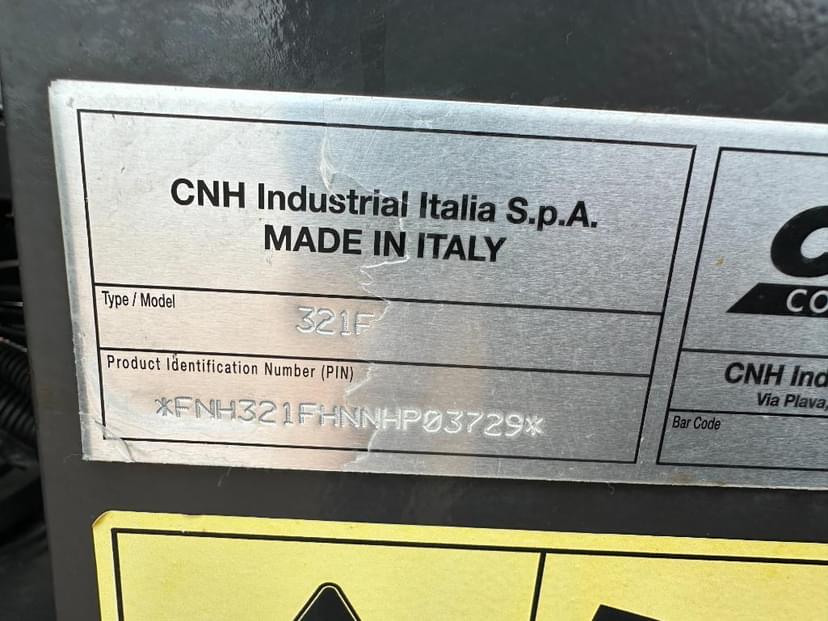 CNH Industrial Italia S.p.A.
MADE IN ITALY
Type / Model
321F
Product Identification Number (PIN)
*FNH321FHNNHP03729*
CO
CNH Ind
Via Plava,
Bar Code